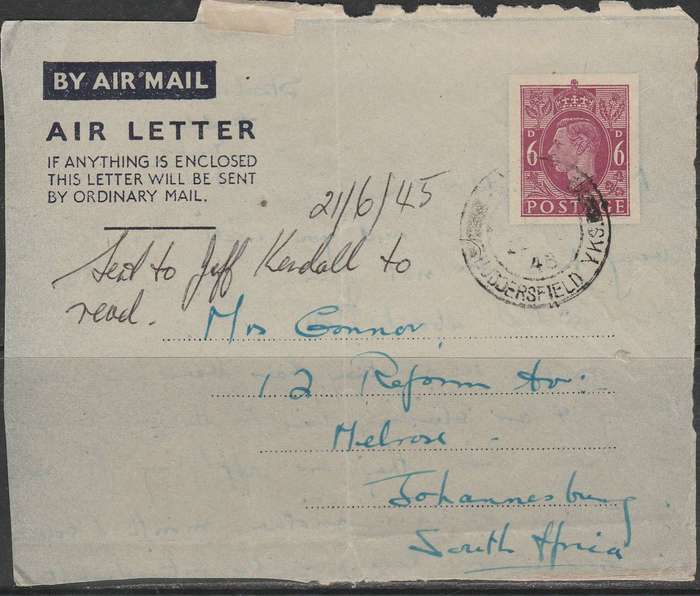 BY AIR MAIL
AIR LETTER
IF ANYTHING IS ENCLOSED
THIS LETTER WILL BE SENT
BY ORDINARY MAIL.
D D
6 6
POSTAGE
45
HUDDERSFIELD YKS
21/6/45
Sent to Jeff Kendall to
read.
Mrs Connor,
12 Reform Av:
Melrose -
Johannesburg
South Africa